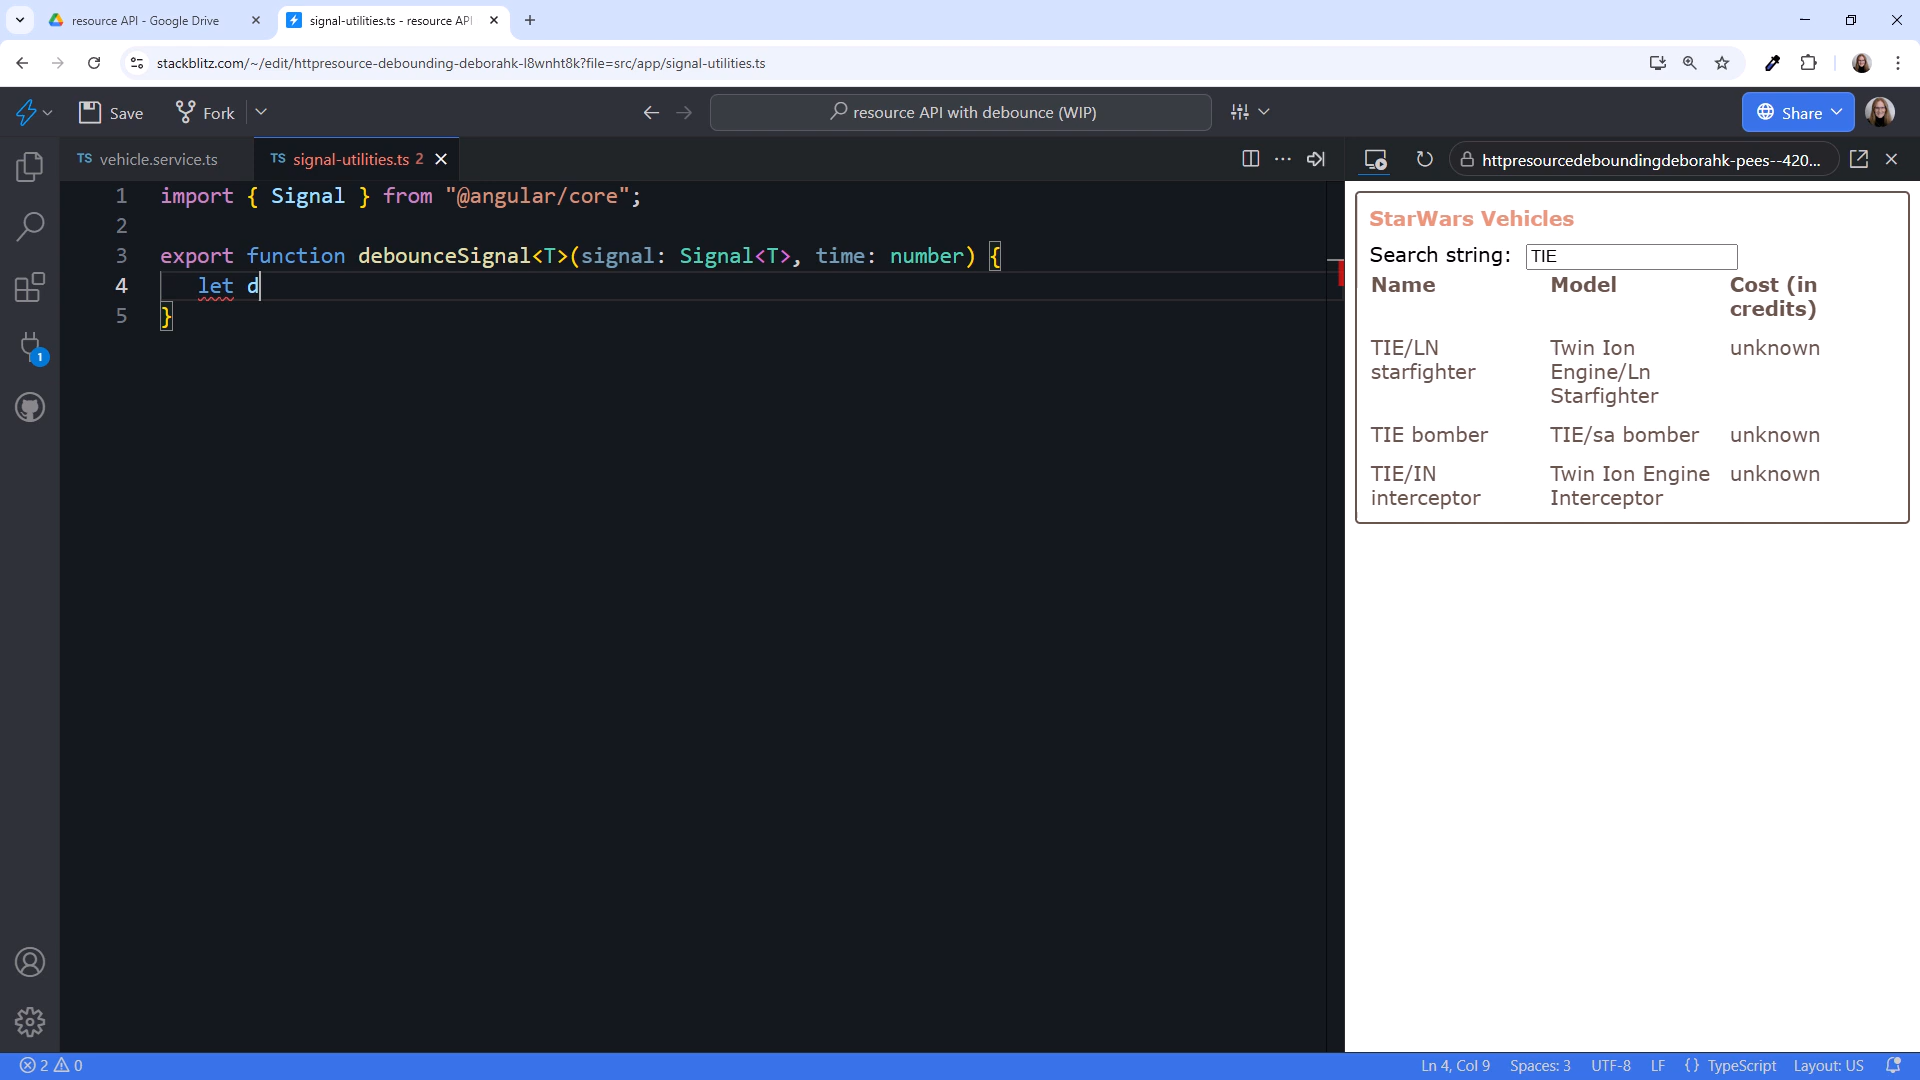 resource API - Google Drive
signal-utilities.ts - resource API
stackblitz.com/~/edit/httpresource-debounding-deborahk-l8wnht8k?file=src/app/signal-utilities.ts
Save
Fork
resource API with debounce (WIP)
Share
TS vehicle.service.ts
TS signal-utilities.ts 2
httpresourcedeboundingdeborahk-pees--420...
1 import { Signal } from "@angular/core";
2
3 export function debounceSignal<T>(signal: Signal<T>, time: number) {
4 let d
5 }
1
StarWars Vehicles
Search string: TIE
Name Model Cost (in
credits)
TIE/LN
starfighter
Twin Ion
Engine/Ln
Starfighter
unknown
TIE bomber TIE/sa bomber unknown
TIE/IN
interceptor
Twin Ion Engine
Interceptor
unknown
2 0
Ln 4, Col 9 Spaces: 3 UTF-8 LF {} TypeScript Layout: US